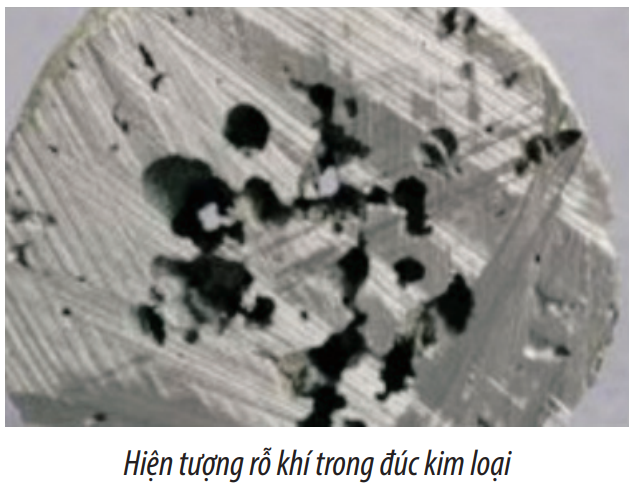 Hiện tượng rỗ khí trong đúc kim loại